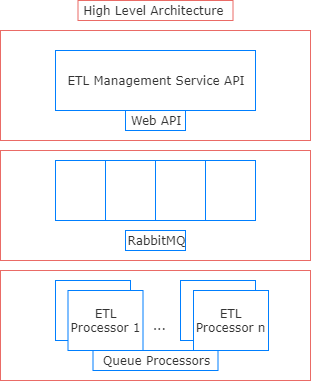 High Level Architecture
ETL Management Service API
Web API
RabbitMQ
ETL
Processor 1
...
ETL
Processor n
Queue Processors